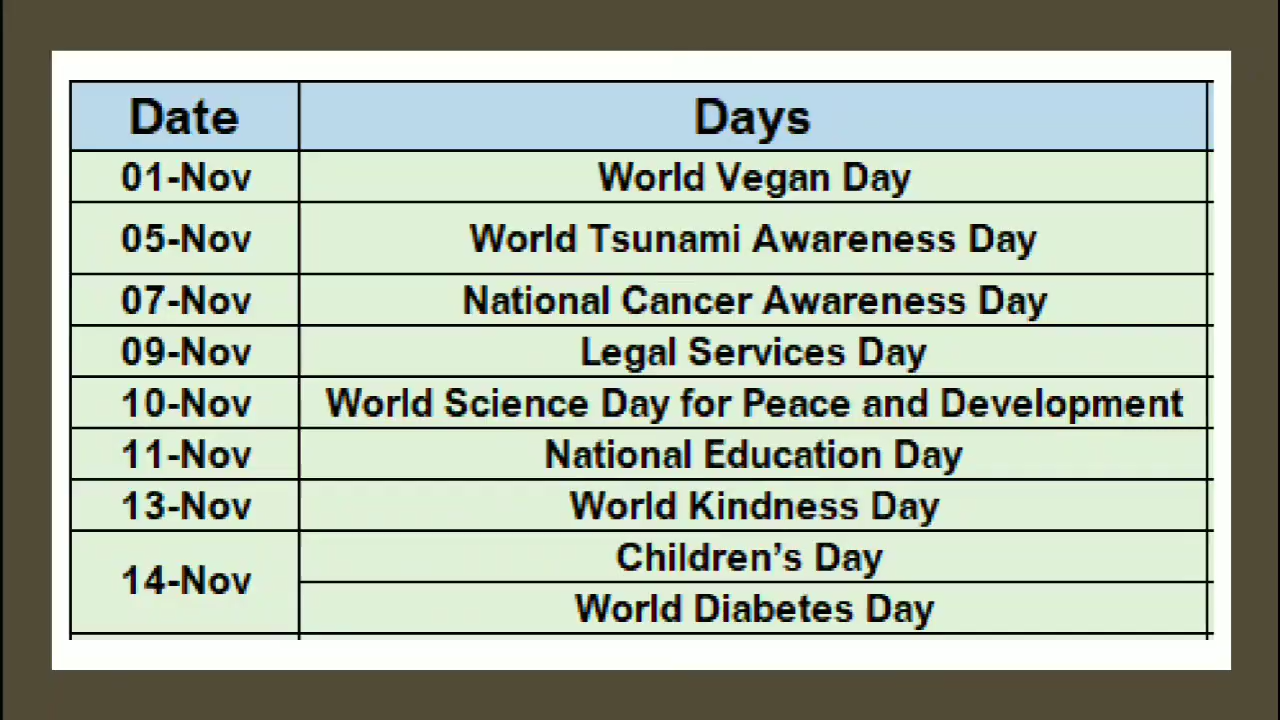 Date Days
01-Nov World Vegan Day
05-Nov World Tsunami Awareness Day
07-Nov National Cancer Awareness Day
09-Nov Legal Services Day
10-Nov World Science Day for Peace and Development
11-Nov National Education Day
13-Nov World Kindness Day
14-Nov Children’s Day
World Diabetes Day